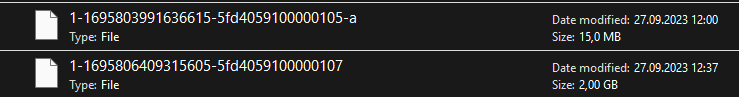 1-1695803991636615-5fd4059100000105-a
Date modified: 27.09.2023 12:00
Type: File
Size: 15,0 MB
1-1695806409315605-5fd4059100000107
Date modified: 27.09.2023 12:37
Type: File
Size: 2,00 GB